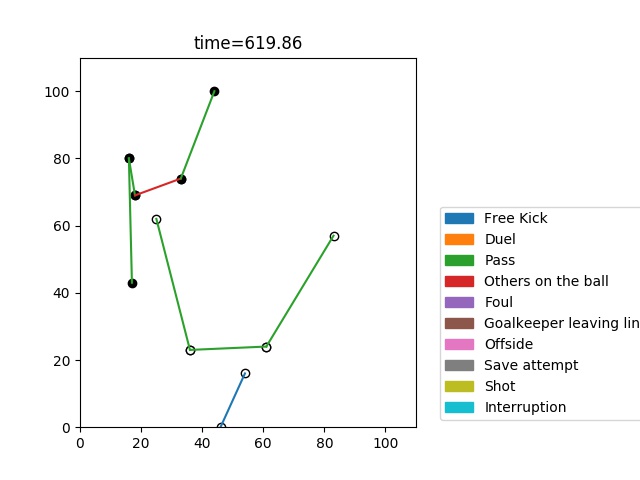 time=619.86
100
80
60
40
20
0
0 20 40 60 80 100
Free Kick
Duel
Pass
Others on the ball
Foul
Goalkeeper leaving lin
Offside
Save attempt
Shot
Interruption